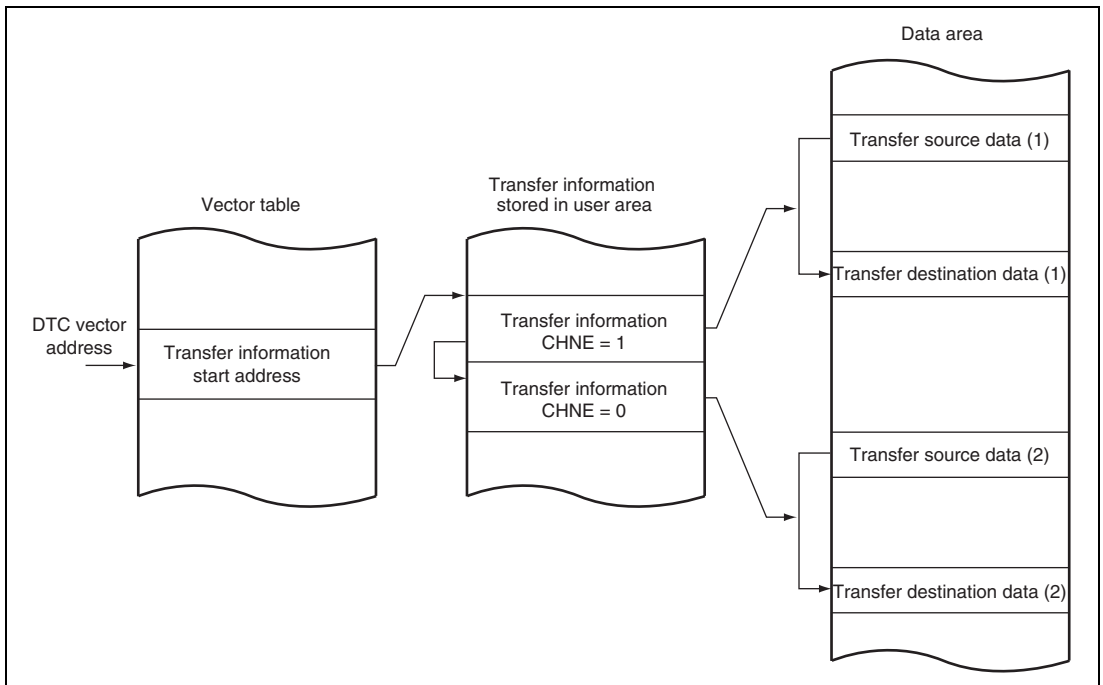 Data area
Transfer source data (1)
Transfer destination data (1)
Transfer source data (2)
Transfer destination data (2)
Transfer information
stored in user area
Transfer information
CHNE = 1
Transfer information
CHNE = 0
Vector table
DTC vector
address
Transfer information
start address